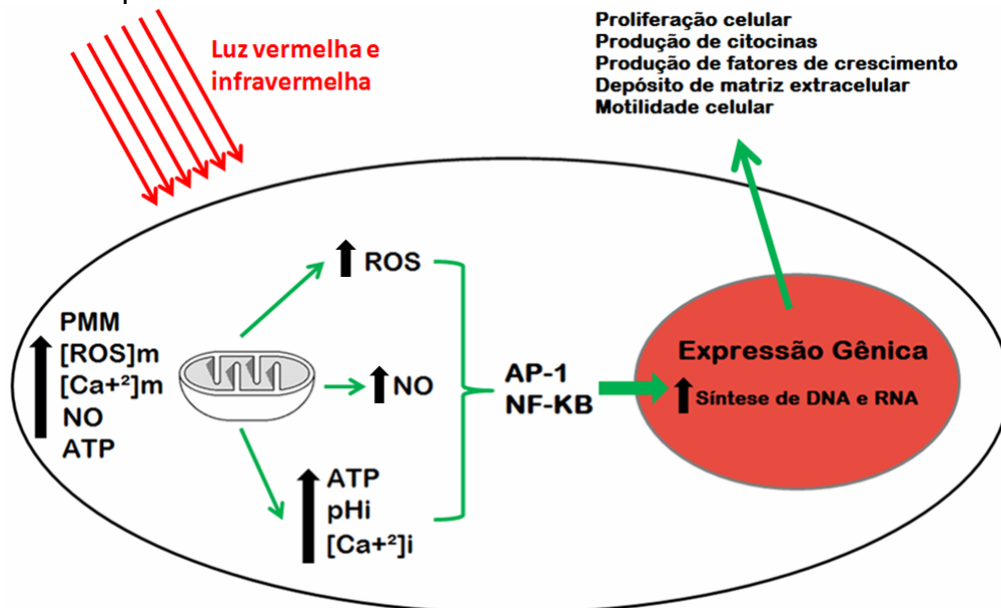 Luz vermelha e
infravermelha
Proliferação celular
Produção de citocinas
Produção de fatores de crescimento
Depósito de matriz extracelular
Motilidade celular
PMM
[ROS]m
[Ca+²]m
NO
ATP
ROS
NO
ATP
pHi
[Ca+²]i
AP-1
NF-KB
Expressão Gênica
Síntese de DNA e RNA